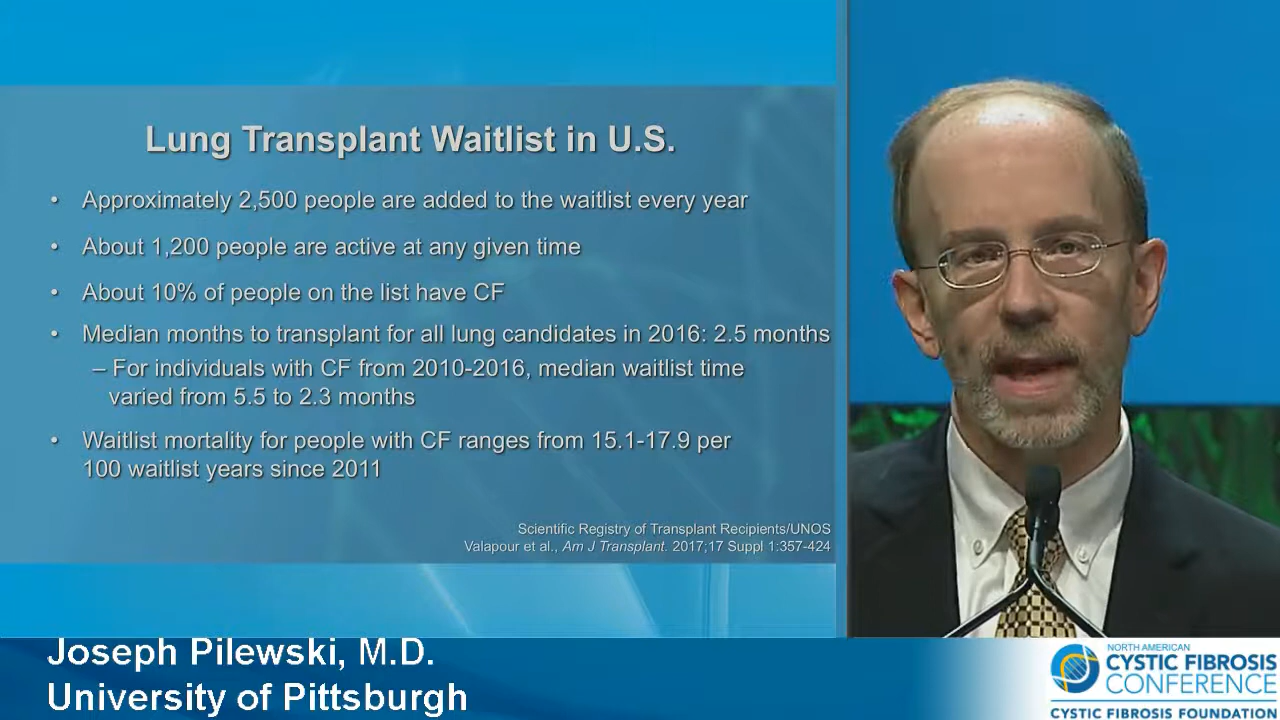 Lung Transplant Waitlist in U.S.
• Approximately 2,500 people are added to the waitlist every year
• About 1,200 people are active at any given time
• About 10% of people on the list have CF
• Median months to transplant for all lung candidates in 2016: 2.5 months
– For individuals with CF from 2010-2016, median waitlist time
varied from 5.5 to 2.3 months
• Waitlist mortality for people with CF ranges from 15.1-17.9 per
100 waitlist years since 2011
Scientific Registry of Transplant Recipients/UNOS
Valapour et al., Am J Transplant. 2017;17 Suppl 1:357-424
Joseph Pilewski, M.D.
University of Pittsburgh
NORTH AMERICAN
CYSTIC FIBROSIS
CONFERENCE
CYSTIC FIBROSIS FOUNDATION